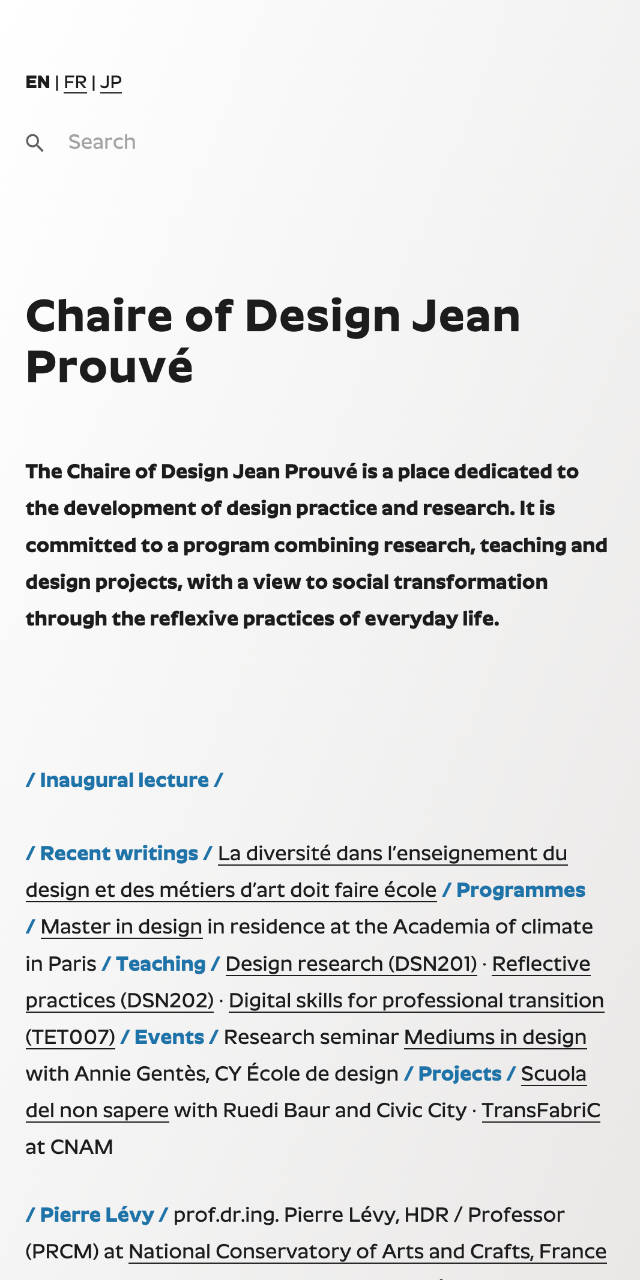 EN | FR | JP
Search
Chaire of Design Jean
Prouvé
The Chaire of Design Jean Prouvé is a place dedicated to
the development of design practice and research. It is
committed to a program combining research, teaching and
design projects, with a view to social transformation
through the reflexive practices of everyday life.
/ Inaugural lecture /
/ Recent writings / La diversité dans l’enseignement du
design et des métiers d’art doit faire école / Programmes
/ Master in design in residence at the Academia of climate
in Paris / Teaching / Design research (DSN201) · Reflective
practices (DSN202) · Digital skills for professional transition
(TET007) / Events / Research seminar Mediums in design
with Annie Gentès, CY École de design / Projects / Scuola
del non sapere with Ruedi Baur and Civic City · TransFabriC
at CNAM
/ Pierre Lévy / prof.dr.ing. Pierre Lévy, HDR / Professor
(PRCM) at National Conservatory of Arts and Crafts, France